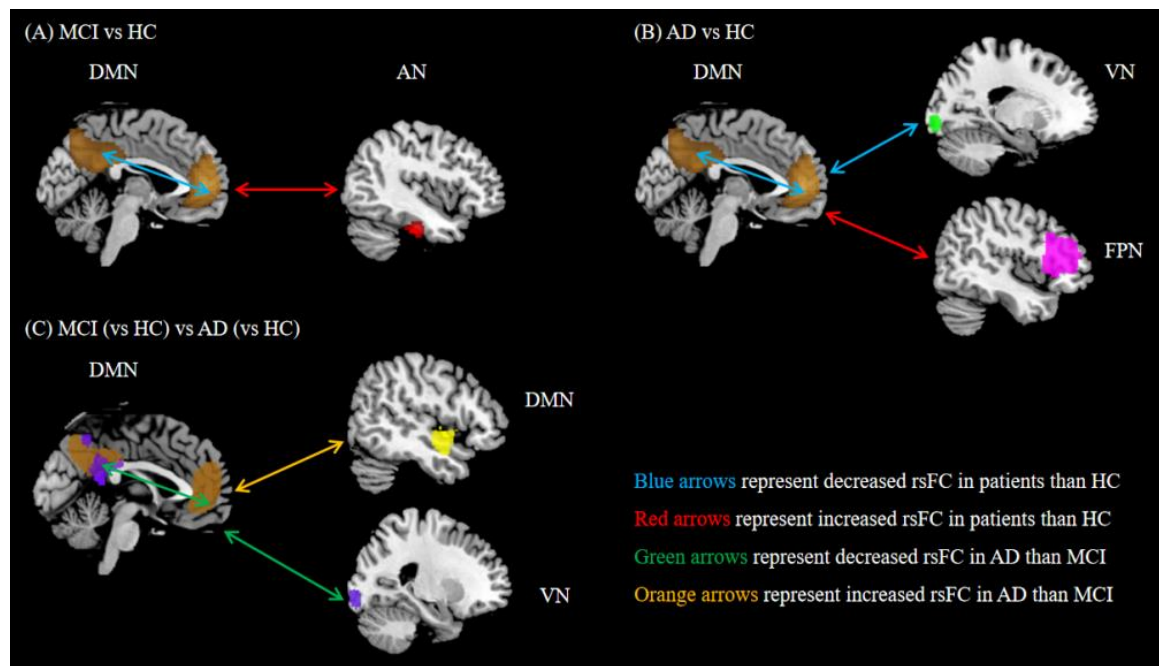 (A) MCI vs HC
DMN
AN
(B) AD vs HC
DMN
VN
FPN
(C) MCI (vs HC) vs AD (vs HC)
DMN
DMN
VN
Blue arrows represent decreased rsFC in patients than HC
Red arrows represent increased rsFC in patients than HC
Green arrows represent decreased rsFC in AD than MCI
Orange arrows represent increased rsFC in AD than MCI